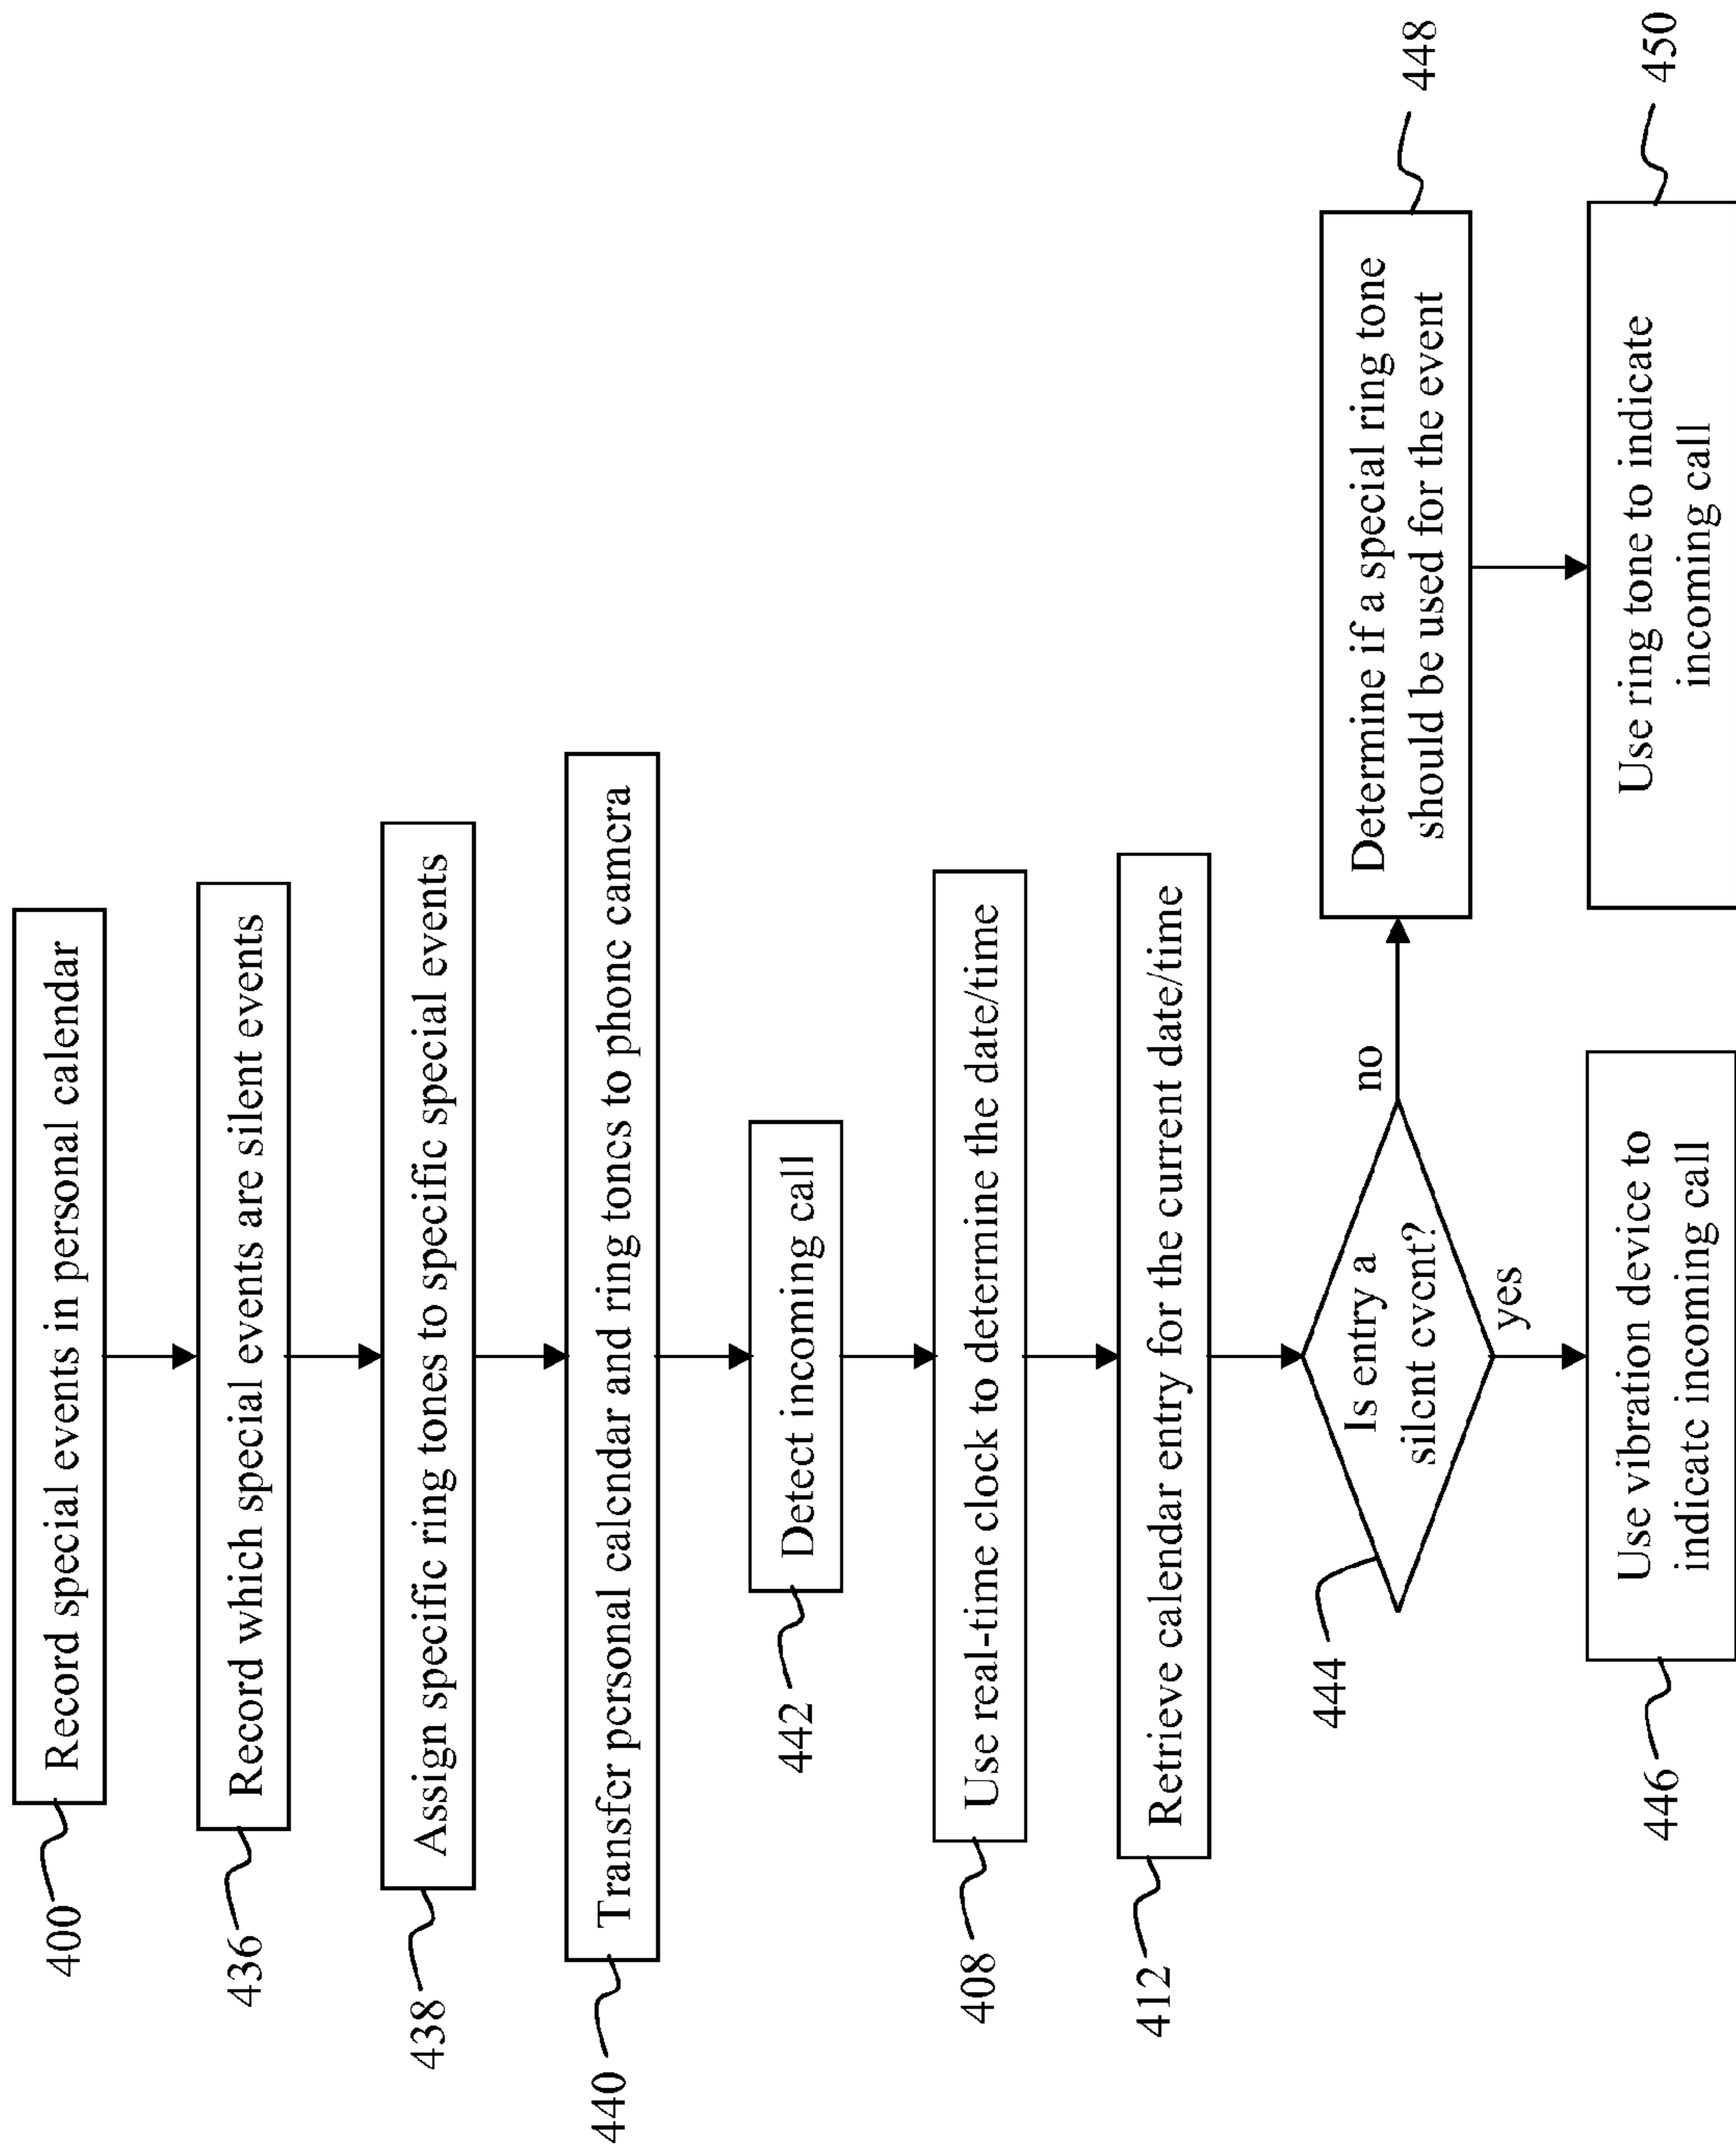 400
Record special events in personal calendar
436
Record which special events are silent events
438
Assign specific ring tones to specific special events
440
Transfer personal calendar and ring tones to phone camera
442
Detect incoming call
408
Use real-time clock to determine the date/time
412
Retrieve calendar entry for the current date/time
444
Is entry a
silent event?
no
yes
448
Determine if a special ring tone
should be used for the event
446
Use vibration device to
indicate incoming call
450
Use ring tone to indicate
incoming call